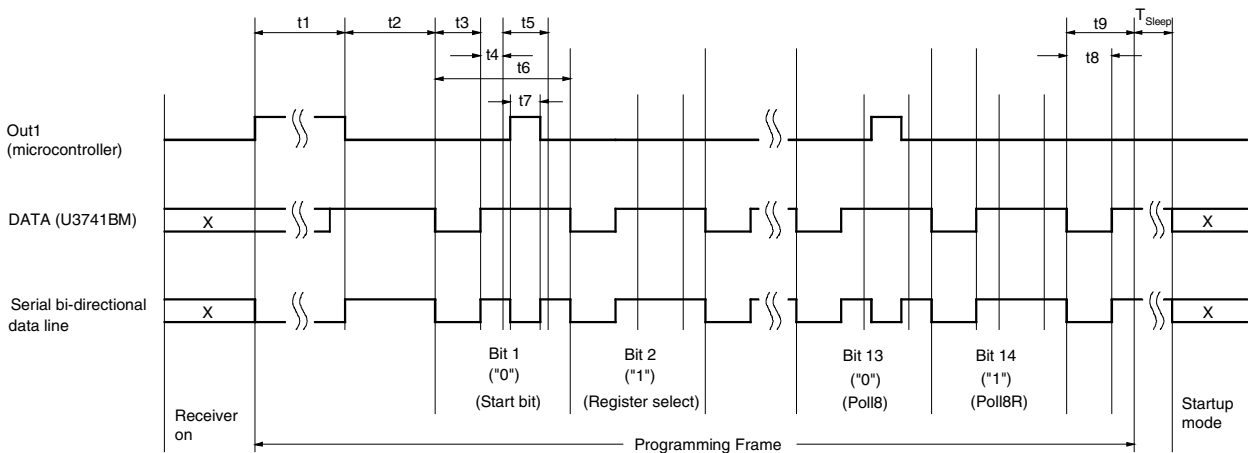 t1 t2 t3 t5 t9 TSleep
t4 t6 t8
t7
Out1
(microcontroller)
DATA (U3741BM) X X
Serial bi-directional
data line X X
Bit 1 Bit 2 Bit 13 Bit 14
("0") ("1") ("0") ("1")
(Start bit) (Register select) (Poll8) (Poll8R)
Receiver
on
Startup
mode
Programming Frame